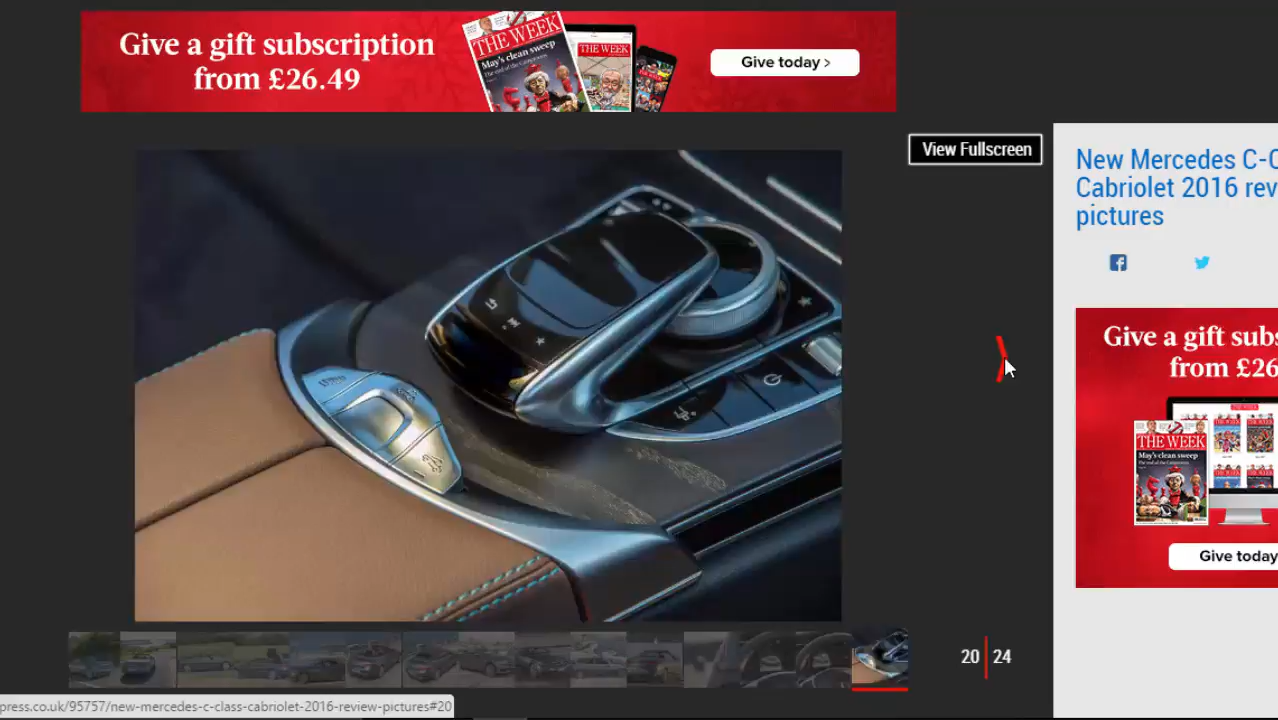 Give a gift subscription
from £26.49
THE WEEK
May's clean sweep
THE WEEK
Give today >
View Fullscreen
New Mercedes C-C
Cabriolet 2016 rev
pictures
Give a gift subs
from £26
THE WEEK
May's clean sweep
Give today
20 24
press.co.uk/95757/new-mercedes-c-class-cabriolet-2016-review-pictures#20